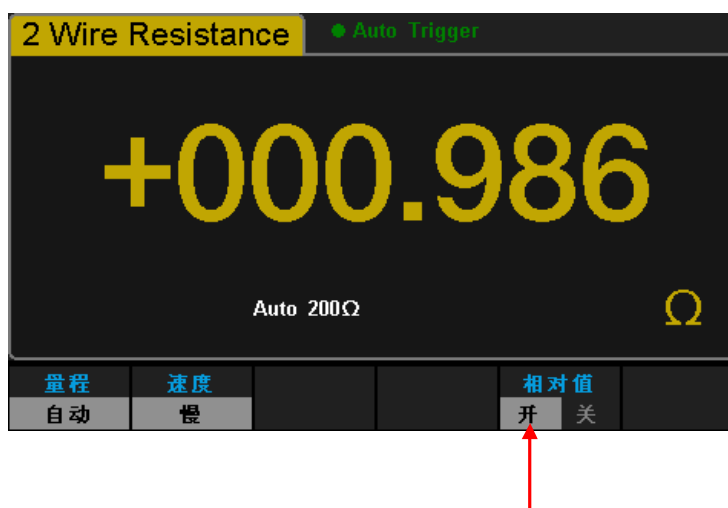 2 Wire Resistance ● Auto Trigger
+000.986
Auto 200Ω Ω
量程 速度 相对值
自动 慢 开 关